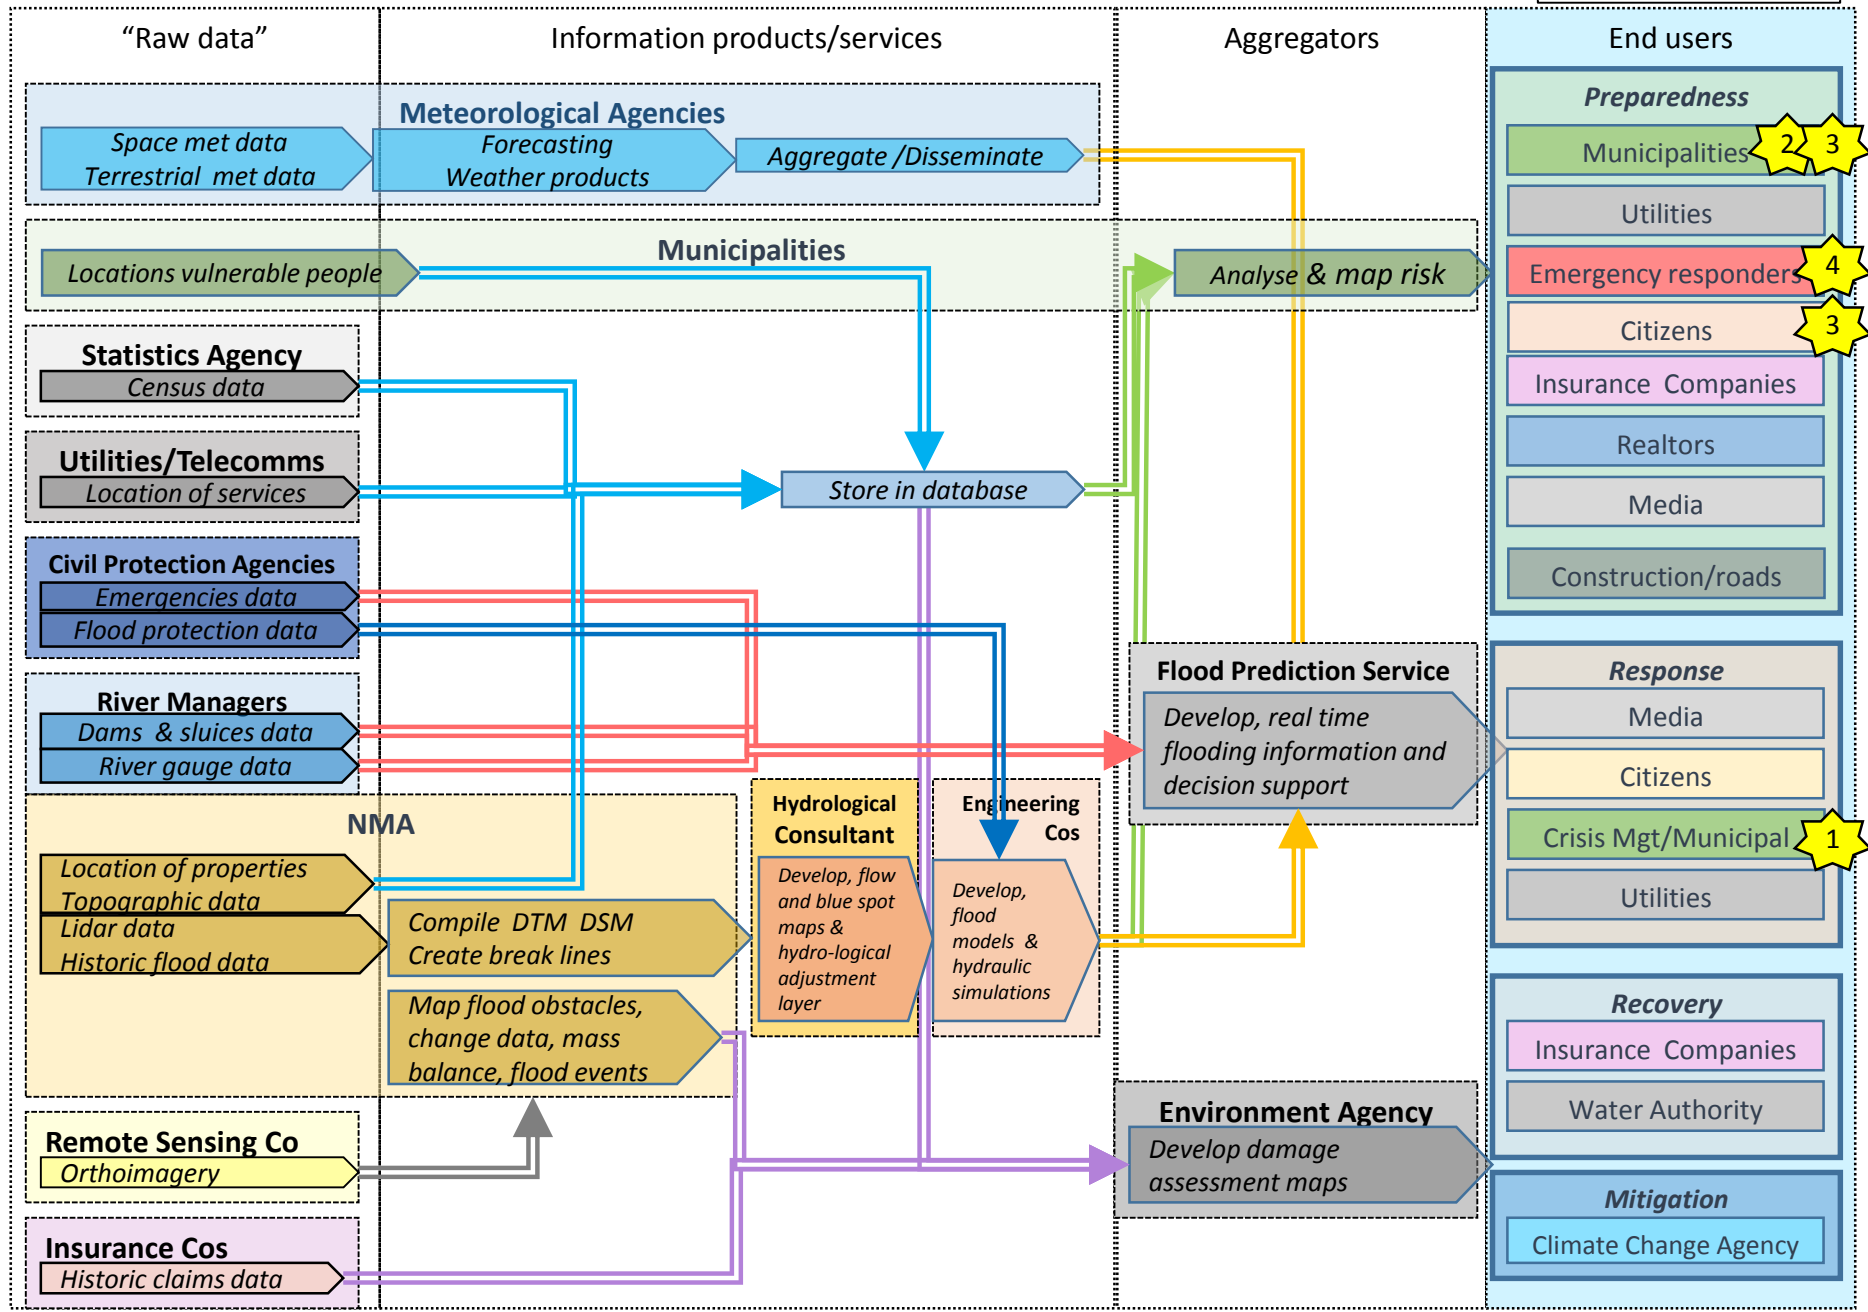 “Raw data”
Information products/services
Aggregators
End users
Meteorological Agencies
Space met data
Terrestrial met data
Forecasting
Weather products
Aggregate /Disseminate
Municipalities
Locations vulnerable people
Analyse & map risk
Statistics Agency
Census data
Utilities/Telecomms
Location of services
Store in database
Civil Protection Agencies
Emergencies data
Flood protection data
River Managers
Dams & sluices data
River gauge data
NMA
Location of properties
Topographic data
Lidar data
Historic flood data
Compile DTM DSM
Create break lines
Map flood obstacles,
change data, mass
balance, flood events
Hydrological
Consultant
Develop, flow
and blue spot
maps &
hydro-logical
adjustment
layer
Engineering
Cos
Develop,
flood
models &
hydraulic
simulations
Flood Prediction Service
Develop, real time
flooding information and
decision support
Environment Agency
Develop damage
assessment maps
Remote Sensing Co
Orthoimagery
Insurance Cos
Historic claims data
Preparedness
Municipalities
2
3
Utilities
Emergency responders
4
Citizens
3
Insurance Companies
Realtors
Media
Construction/roads
Response
Media
Citizens
Crisis Mgt/Municipal
1
Utilities
Recovery
Insurance Companies
Water Authority
Mitigation
Climate Change Agency